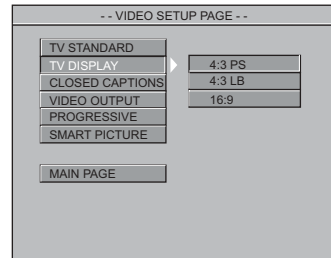 - - VIDEO SETUP PAGE - -
TV STANDARD
TV DISPLAY
CLOSED CAPTIONS
VIDEO OUTPUT
PROGRESSIVE
SMART PICTURE
MAIN PAGE
4:3 PS
4:3 LB
16:9